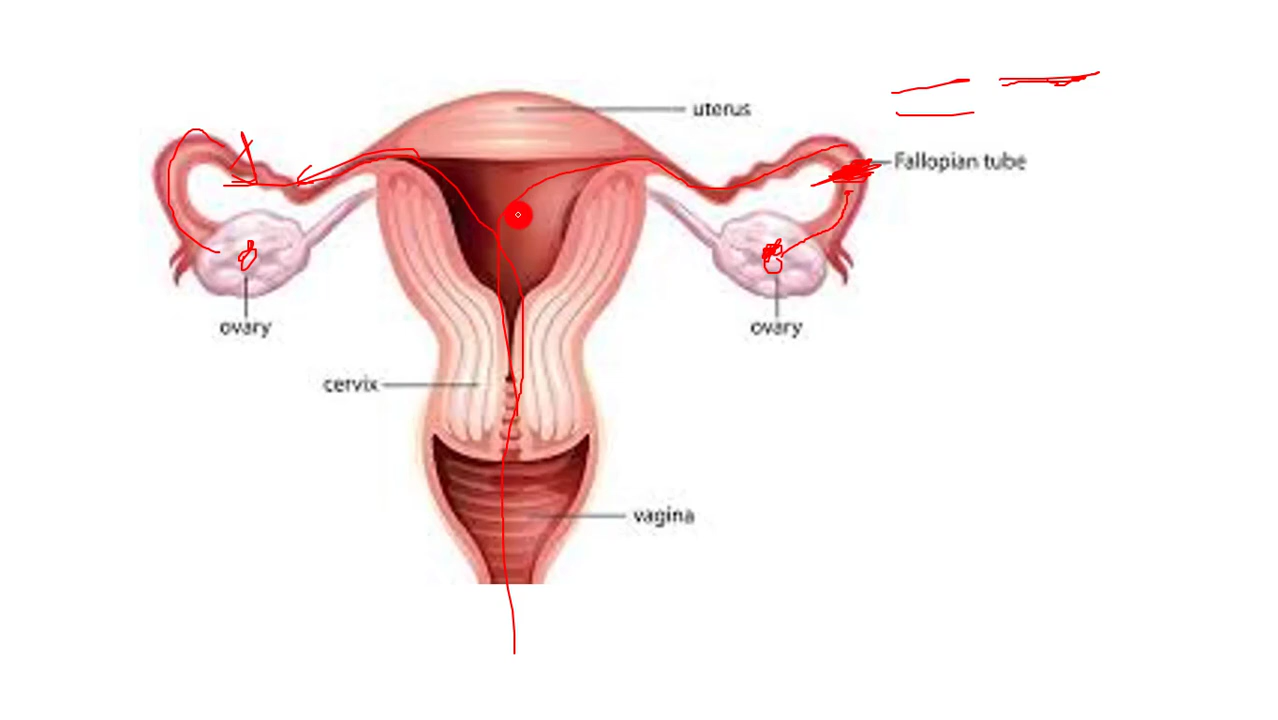 uterus
Fallopian tube
ovary
ovary
cervix
vagina